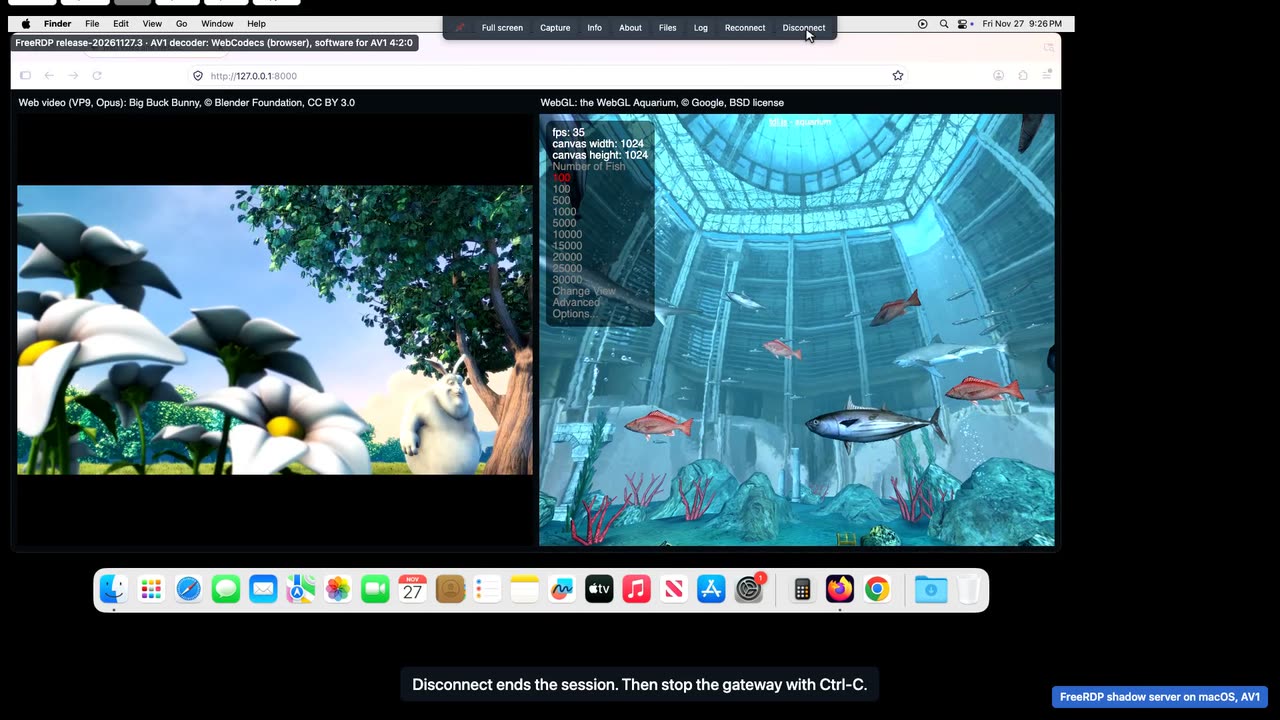 Finder File Edit View Go Window Help
Full screen Capture Info About Files Log Reconnect Disconnect
Fri Nov 27 9:26 PM
FreeRDP release-20261127.3 · AV1 decoder: WebCodecs (browser), software for AV1 4:2:0
http://127.0.0.1:8000
Web video (VP9, Opus): Big Buck Bunny, © Blender Foundation, CC BY 3.0
WebGL: the WebGL Aquarium, © Google, BSD license
aquarium
fps: 35
canvas width: 1024
canvas height: 1024
Number of Fish
100
100
500
1000
5000
10000
15000
20000
25000
30000
Change View
Advanced
Options...
NOV
27
tv
1
Disconnect ends the session. Then stop the gateway with Ctrl-C.
FreeRDP shadow server on macOS, AV1